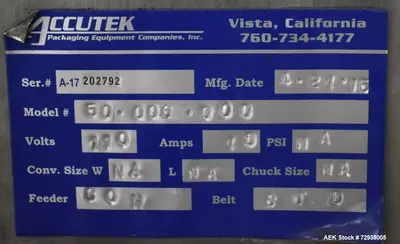 ACCUTEK
Packaging Equipment Companies, Inc.
Vista, California
760-734-4177
Ser.# A-17 202792 Mfg. Date 4-21-15
Model # 50-00S-000
Volts 110 Amps 10 PSI NA
Conv. Size W NA L NA Chuck Size NA
Feeder Belt
AEK Stock # 72938005